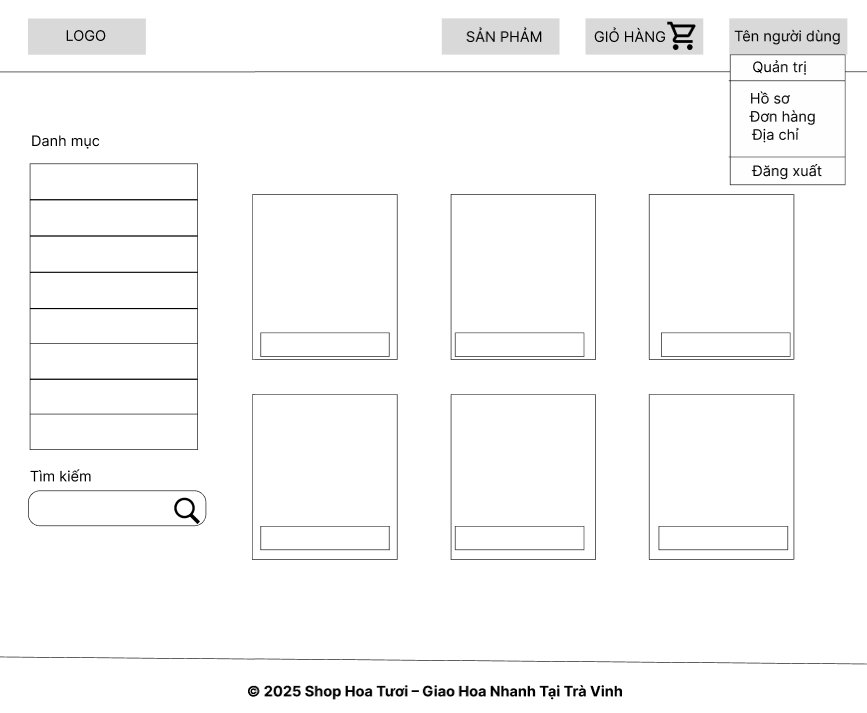 LOGO
SẢN PHẨM
GIỎ HÀNG
Tên người dùng
Quản trị
Hồ sơ
Đơn hàng
Địa chỉ
Đăng xuất
Danh mục
Tìm kiếm
© 2025 Shop Hoa Tươi – Giao Hoa Nhanh Tại Trà Vinh